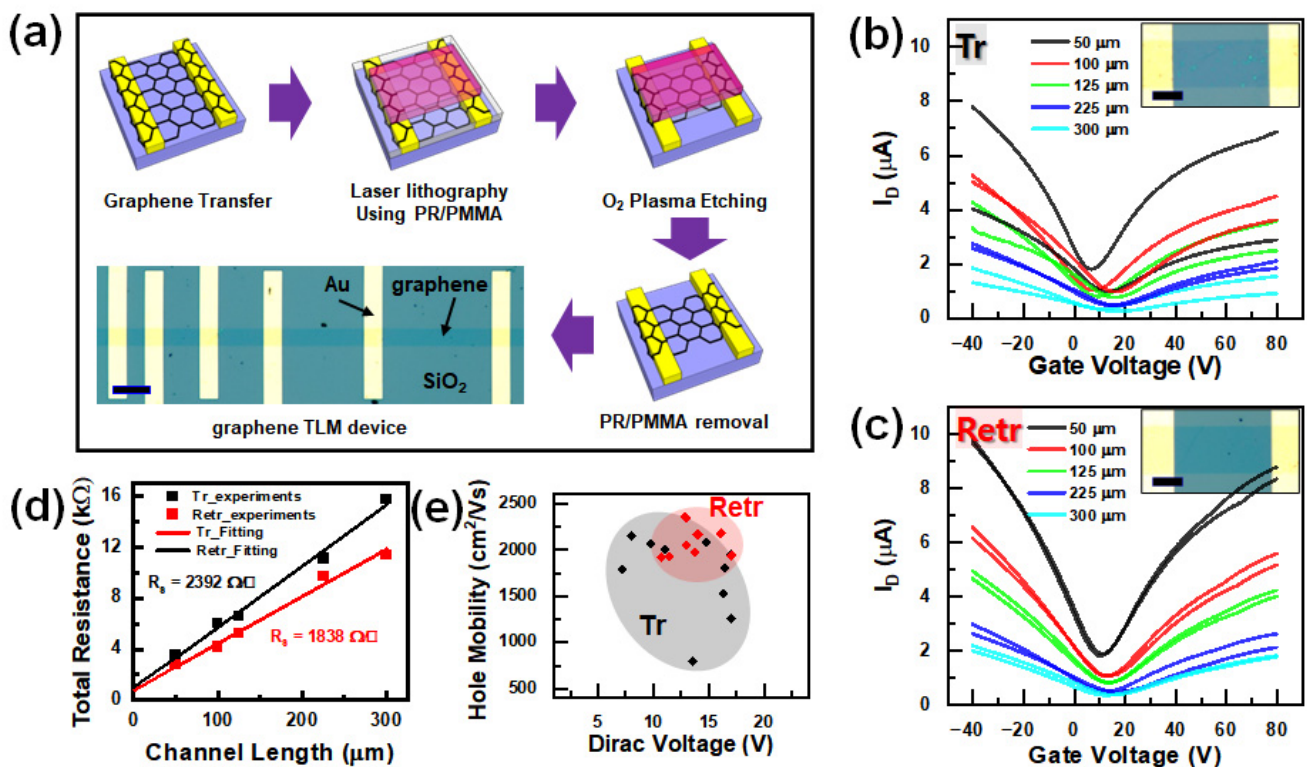 (a)
Graphene Transfer
Laser lithography
Using PR/PMMA
O₂ Plasma Etching
PR/PMMA removal
Au
graphene
SiO₂
graphene TLM device
(b)
Tr
50 μm
100 μm
125 μm
225 μm
300 μm
10
8
6
4
2
0
I_D (μA)
−40 −20 0 20 40 60 80
Gate Voltage (V)
(c)
Retr
50 μm
100 μm
125 μm
225 μm
300 μm
10
8
6
4
2
0
I_D (μA)
−40 −20 0 20 40 60 80
Gate Voltage (V)
(d)
Tr_experiments
Retr_experiments
Tr_Fitting
Retr_Fitting
R_s = 2392 Ω/□
R_s = 1838 Ω/□
16
12
8
4
0
Total Resistance (kΩ)
0 100 200 300
Channel Length (μm)
(e)
Retr
Tr
2500
2000
1500
1000
500
Hole Mobility (cm²/Vs)
5 10 15 20
Dirac Voltage (V)